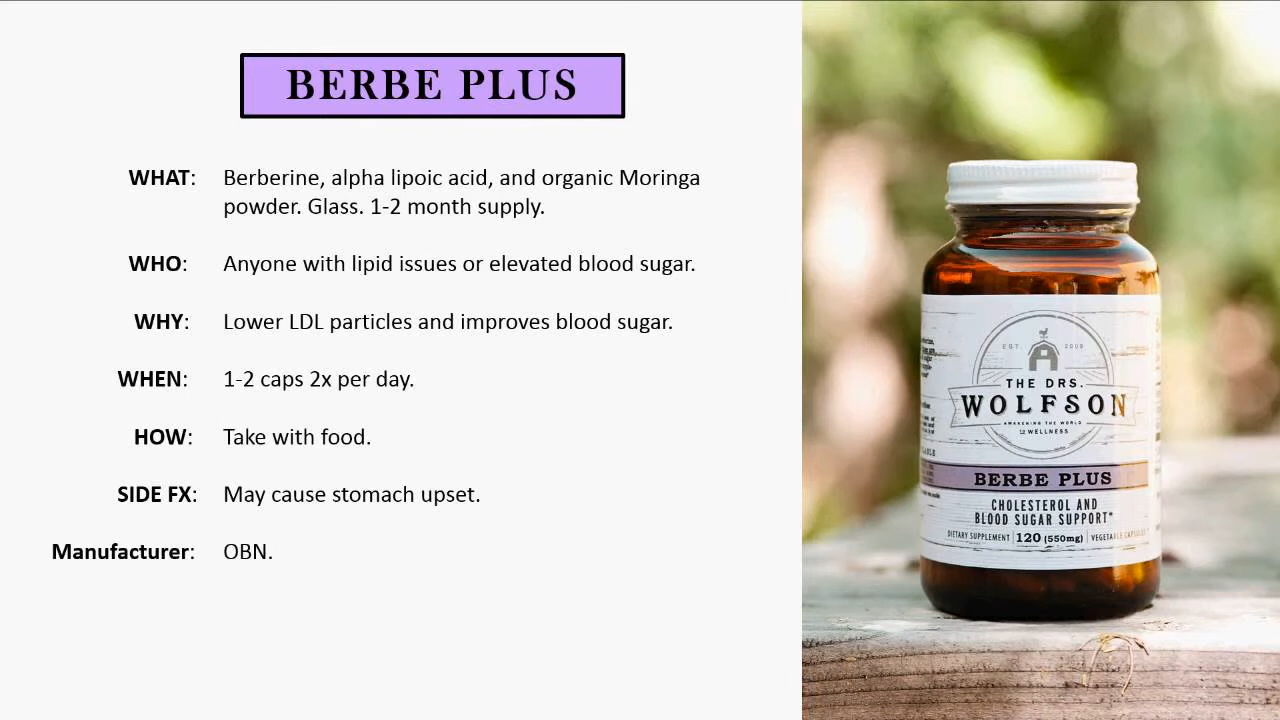 BERBE PLUS
WHAT: Berberine, alpha lipoic acid, and organic Moringa
powder. Glass. 1-2 month supply.
WHO: Anyone with lipid issues or elevated blood sugar.
WHY: Lower LDL particles and improves blood sugar.
WHEN: 1-2 caps 2x per day.
HOW: Take with food.
SIDE FX: May cause stomach upset.
Manufacturer: OBN.
EST. 2009
THE DRS.
WOLFSON
AWAKENING THE WORLD
TO WELLNESS
BERBE PLUS
CHOLESTEROL AND
BLOOD SUGAR SUPPORT*
DIETARY SUPPLEMENT 120 (550mg) VEGETABLE CAPSULES